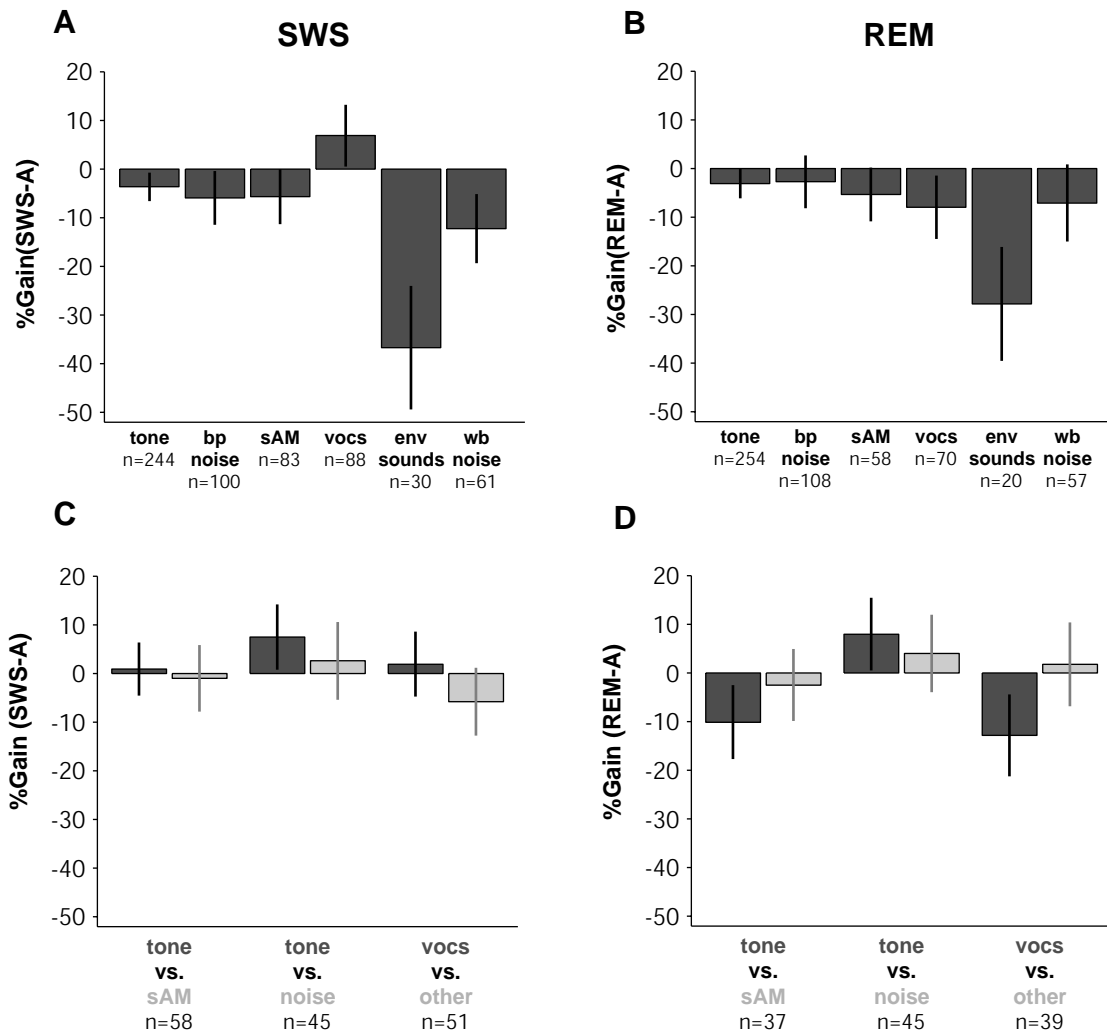 A
SWS
%Gain(SWS-A)
20
10
0
-10
-20
-30
-40
-50
tone bp sAM vocs env wb
n=244 noise n=83 n=88 sounds noise
n=100 n=30 n=61
B
REM
%Gain(REM-A)
20
10
0
-10
-20
-30
-40
-50
tone bp sAM vocs env wb
n=254 noise n=58 n=70 sounds noise
n=108 n=20 n=57
C
%Gain (SWS-A)
20
10
0
-10
-20
-30
-40
-50
tone tone vocs
vs. vs. vs.
sAM noise other
n=58 n=45 n=51
D
%Gain (REM-A)
20
10
0
-10
-20
-30
-40
-50
tone tone vocs
vs. vs. vs.
sAM noise other
n=37 n=45 n=39